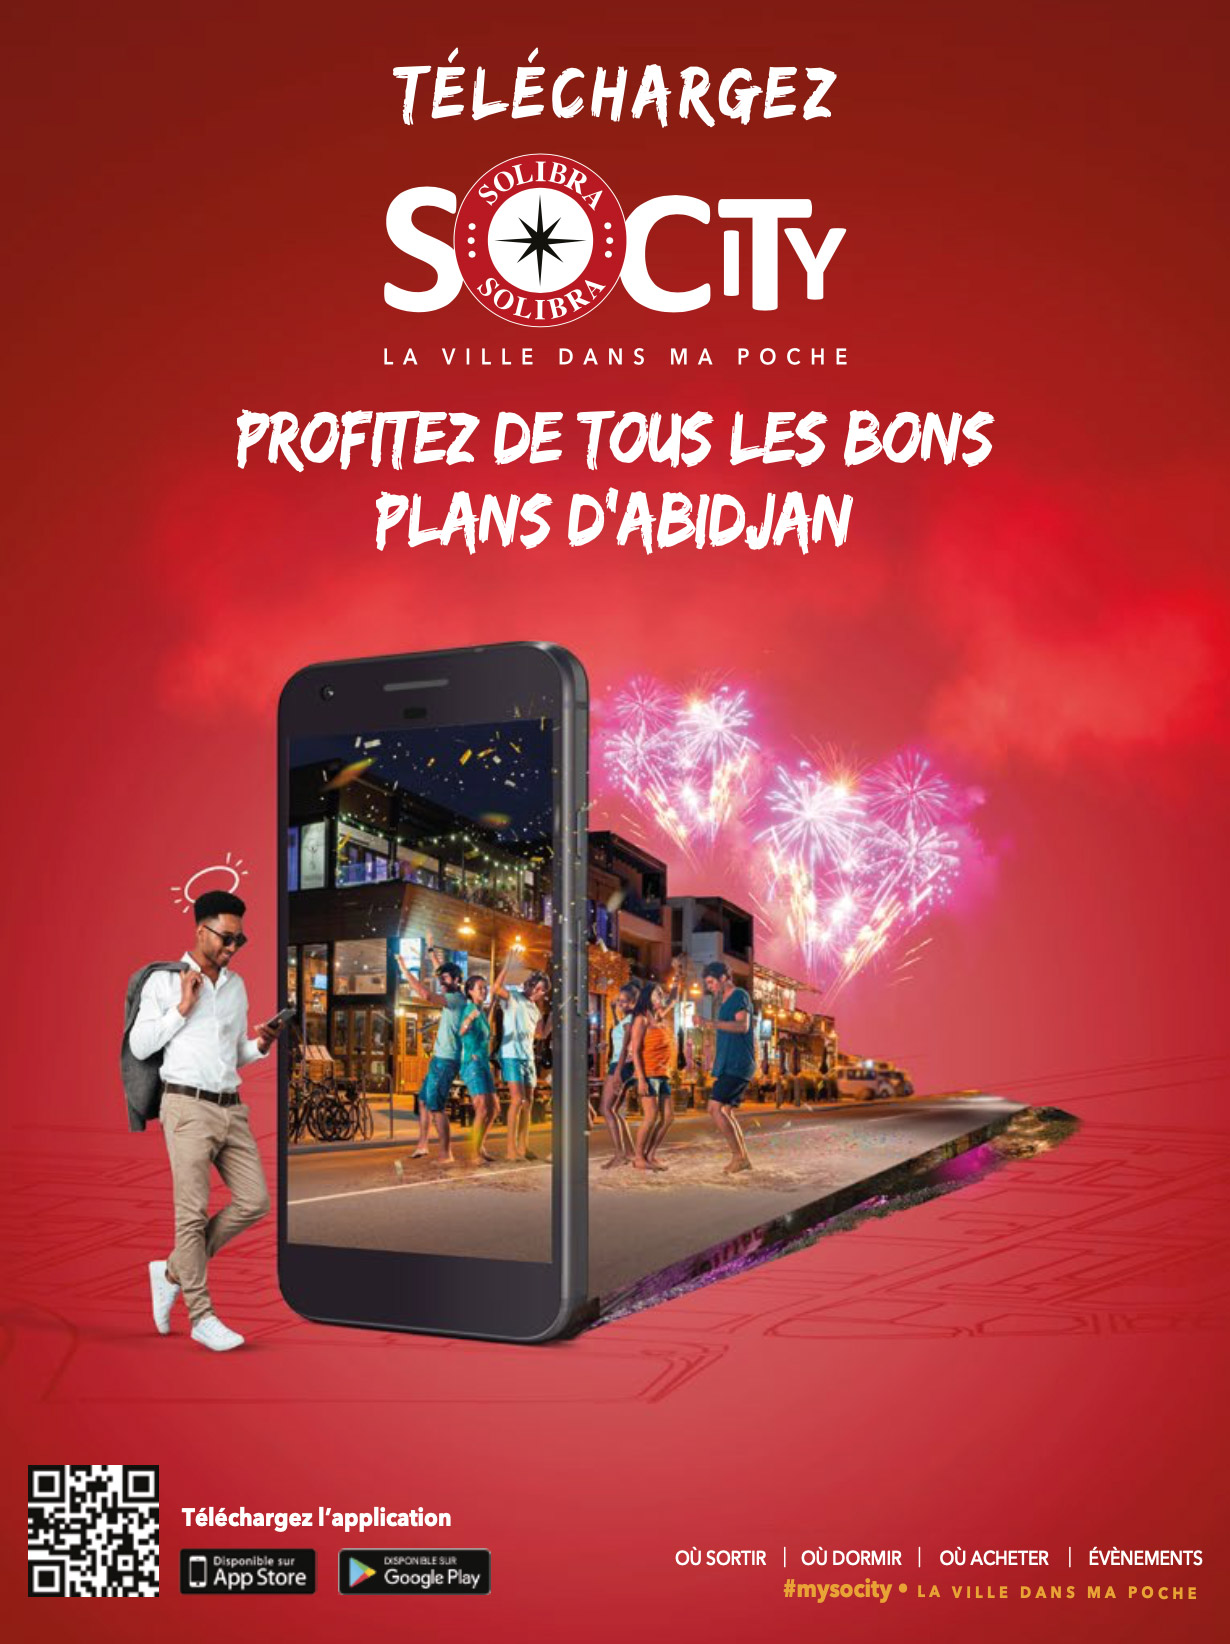 TÉLÉCHARGEZ
SOCITY
SOLIBRA
SOLIBRA
LA VILLE DANS MA POCHE
PROFITEZ DE TOUS LES BONS
PLANS D'ABIDJAN
Téléchargez l'application
Disponible sur
App Store
DISPONIBLE SUR
Google Play
OÙ SORTIR | OÙ DORMIR | OÙ ACHETER | ÉVÈNEMENTS
#mysocity • LA VILLE DANS MA POCHE